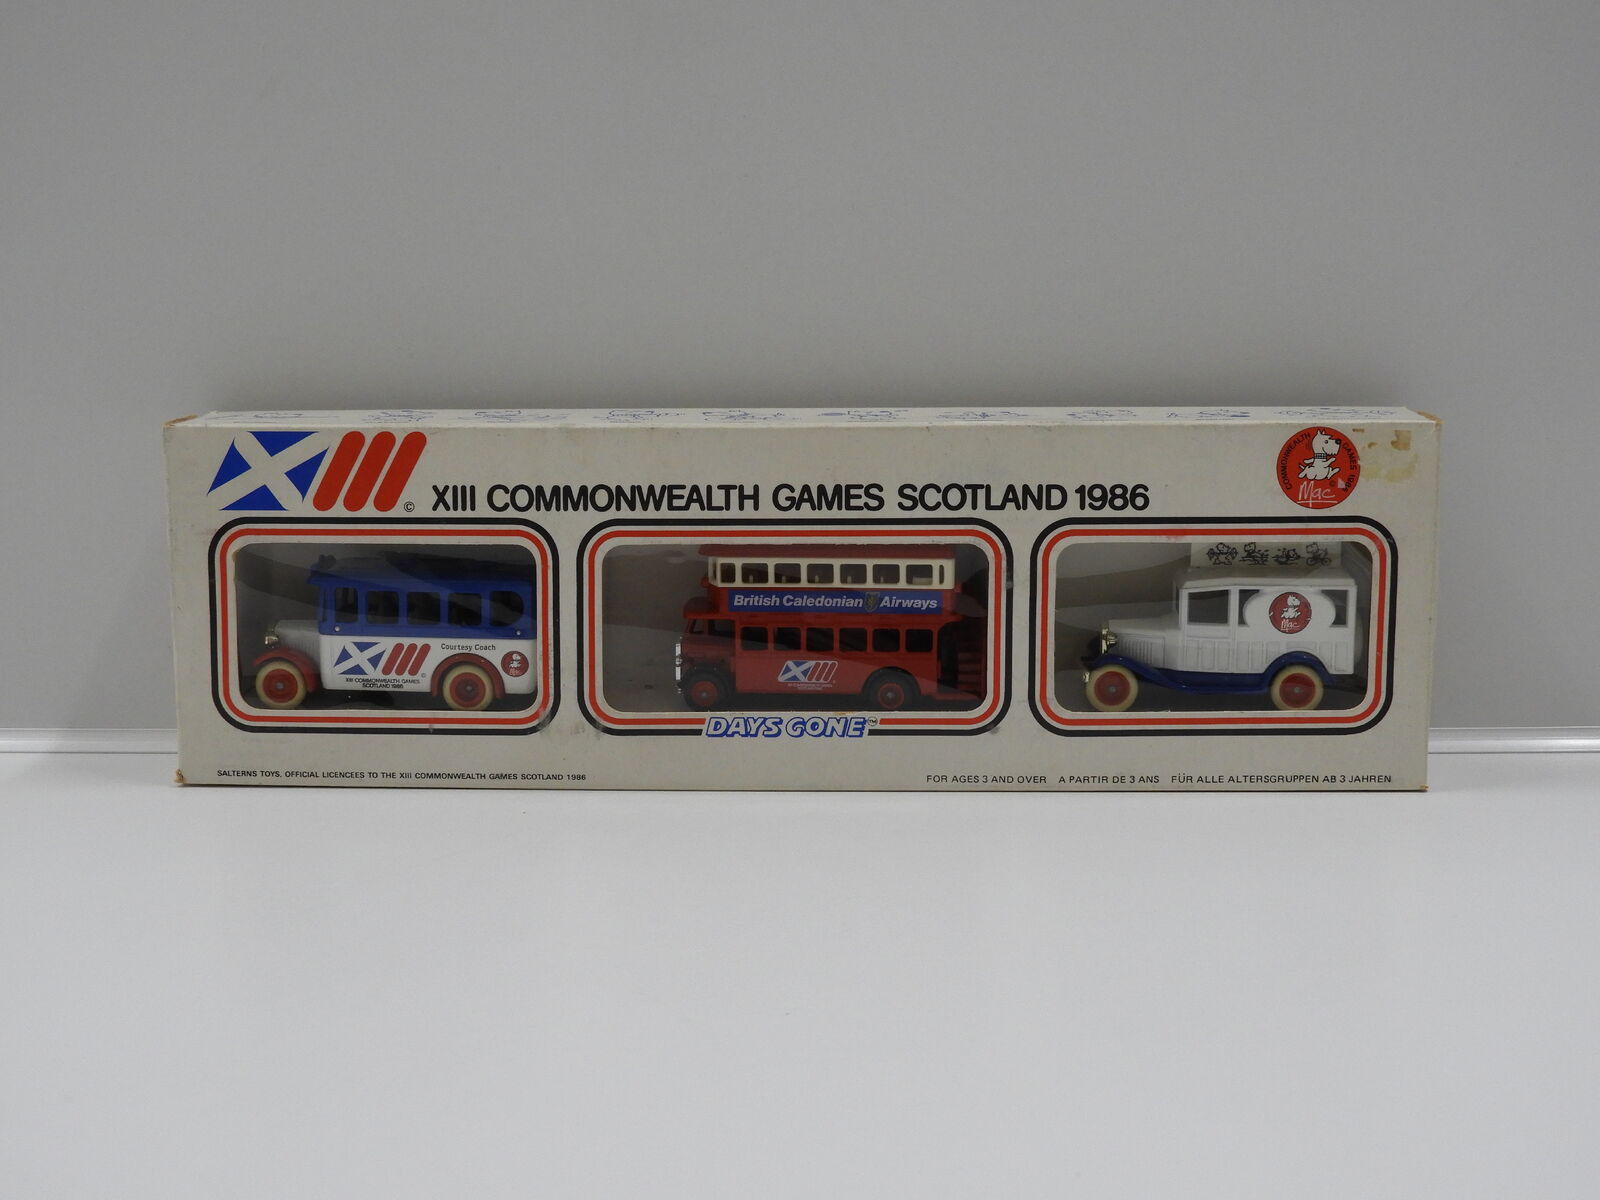 XIII COMMONWEALTH GAMES SCOTLAND 1986
©
COMMONWEALTH GAMES 1986
Mac
Courtesy Coach
XIII COMMONWEALTH GAMES
SCOTLAND 1986
Mac
British Caledonian Airways
Mac
DAYS GONE™
SALTERNS TOYS, OFFICIAL LICENCEES TO THE XIII COMMONWEALTH GAMES SCOTLAND 1986
FOR AGES 3 AND OVER A PARTIR DE 3 ANS FÜR ALLE ALTERSGRUPPEN AB 3 JAHREN